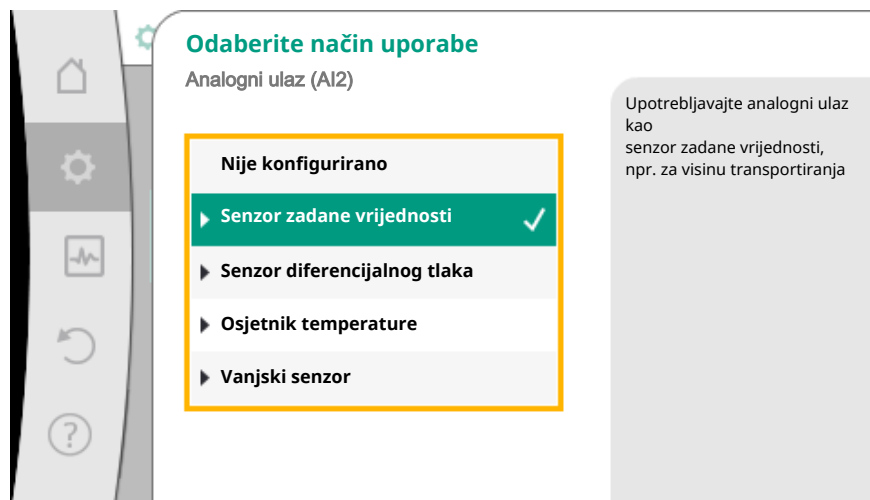 Odaberite način uporabe
Analogni ulaz (AI2)
Nije konfigurirano
Senzor zadane vrijednosti
Senzor diferencijalnog tlaka
Osjetnik temperature
Vanjski senzor
Upotrebljavajte analogni ulaz
kao
senzor zadane vrijednosti,
npr. za visinu transportiranja
?